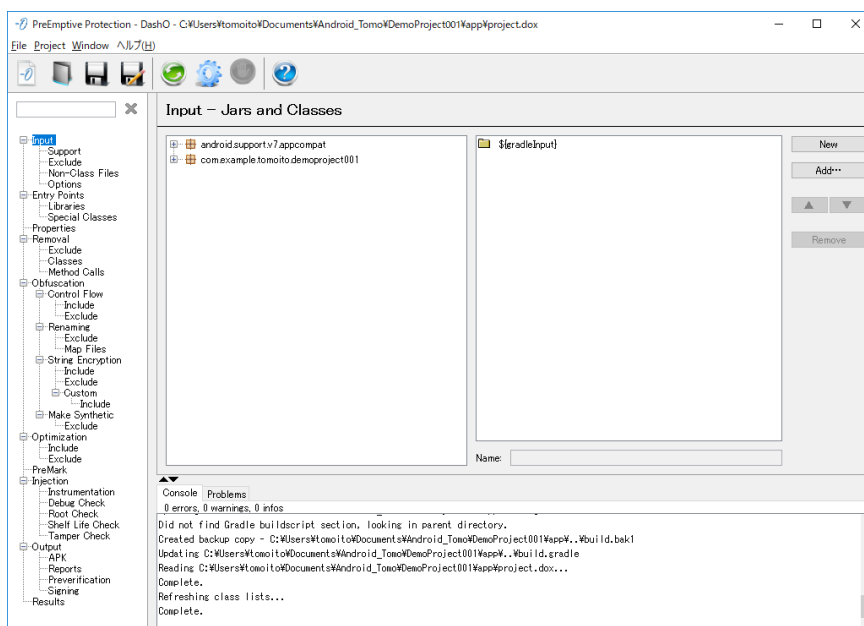 PreEmptive Protection - DashO - C:¥Users¥tomoito¥Documents¥Android_Tomo¥DemoProject001¥app¥project.dox
File Project Window ヘルプ(H)
Input - Jars and Classes
Input
Support
Exclude
Non-Class Files
Options
Entry Points
Libraries
Special Classes
Properties
Removal
Exclude
Classes
Method Calls
Obfuscation
Control Flow
Include
Exclude
Renaming
Exclude
Map Files
String Encryption
Include
Exclude
Custom
Include
Make Synthetic
Exclude
Optimization
Include
Exclude
PreMark
Injection
Instrumentation
Debug Check
Root Check
Shelf Life Check
Tamper Check
Output
APK
Reports
Preverification
Signing
Results
android.support.v7.appcompat
com.example.tomoito.demoproject001
${gradleInput}
New
Add...
Remove
Name:
Console Problems
0 errors, 0 warnings, 0 infos
Did not find Gradle buildscript section, looking in parent directory.
Created backup copy - C:¥Users¥tomoito¥Documents¥Android_Tomo¥DemoProject001¥app¥..¥build.bak1
Updating C:¥Users¥tomoito¥Documents¥Android_Tomo¥DemoProject001¥app¥..¥build.gradle
Reading C:¥Users¥tomoito¥Documents¥Android_Tomo¥DemoProject001¥app¥project.dox...
Complete.
Refreshing class lists...
Complete.